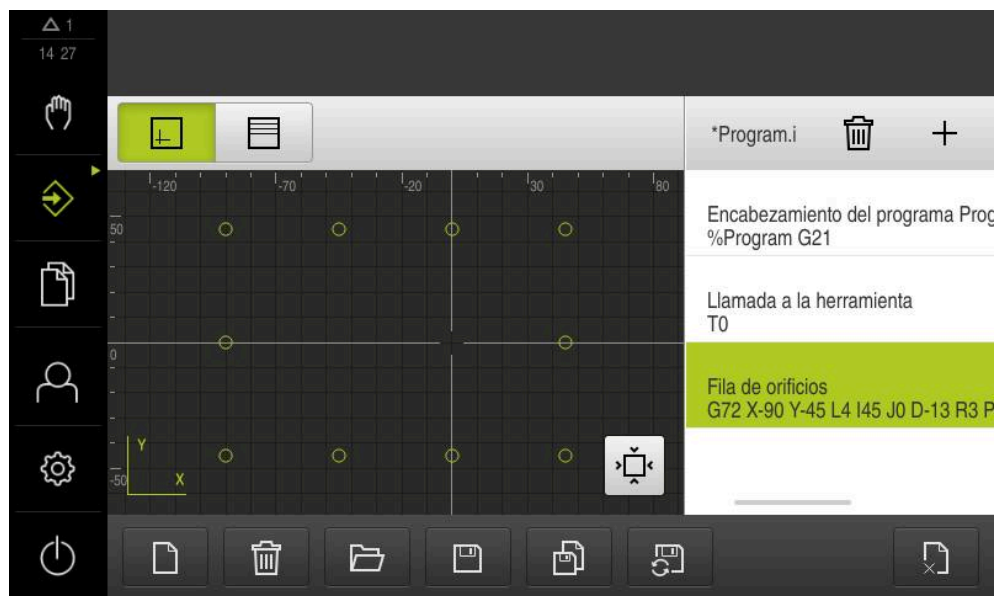 1
14 27
*Program.i
-120 -70 -20 30 80
50
Encabezamiento del programa Prog
%Program G21
Llamada a la herramienta
T0
0
Fila de orificios
G72 X-90 Y-45 L4 I45 J0 D-13 R3 P
Y
-50 X